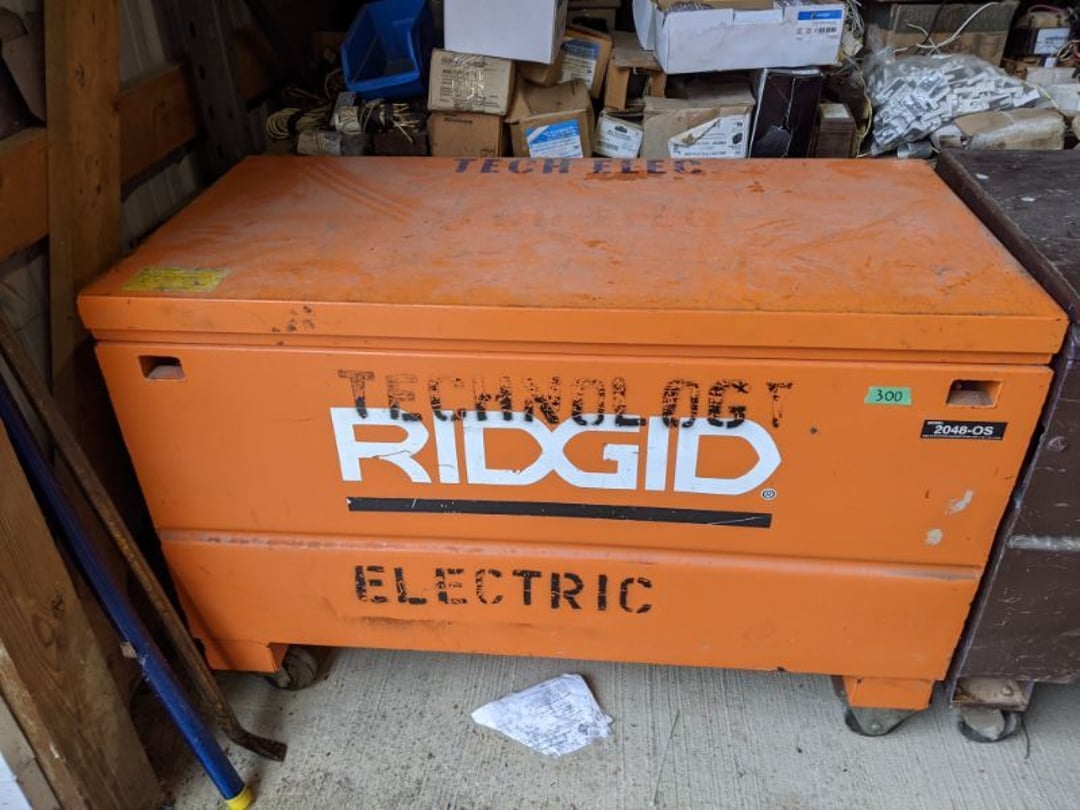 TECH ELEC
TECHNOLOGY
300
RIDGID®
2048-OS
ELECTRIC